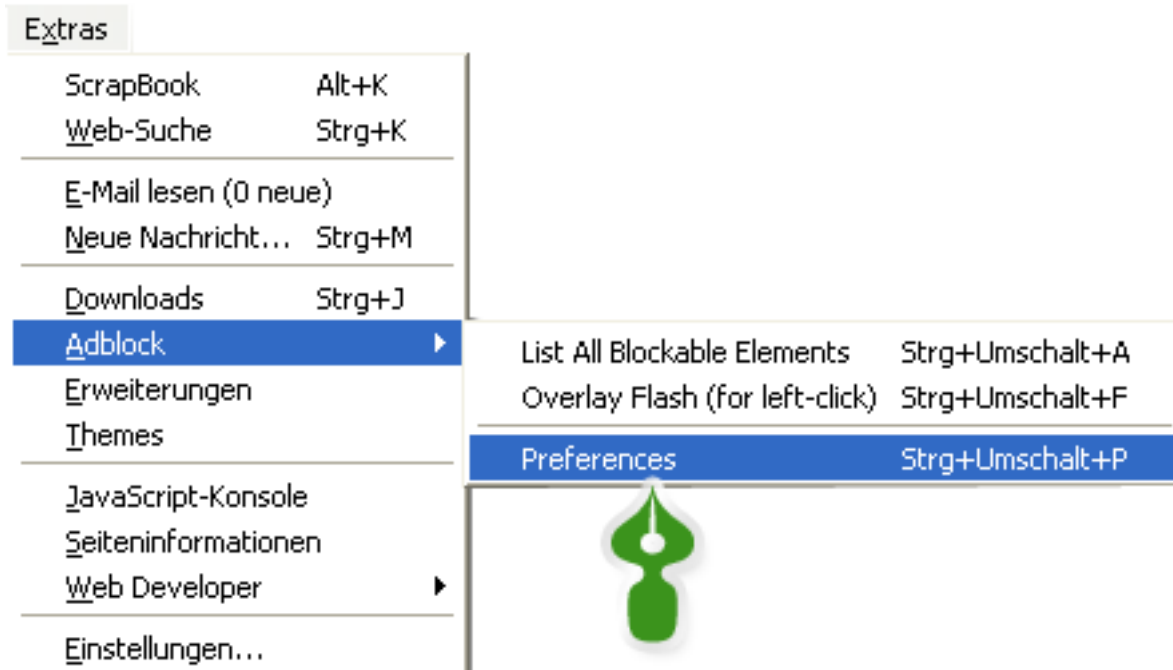 Extras
ScrapBook Alt+K
Web-Suche Strg+K
E-Mail lesen (0 neue)
Neue Nachricht... Strg+M
Downloads Strg+J
Adblock
List All Blockable Elements Strg+Umschalt+A
Overlay Flash (for left-click) Strg+Umschalt+F
Preferences Strg+Umschalt+P
Erweiterungen
Themes
JavaScript-Konsole
Seiteninformationen
Web Developer
Einstellungen...